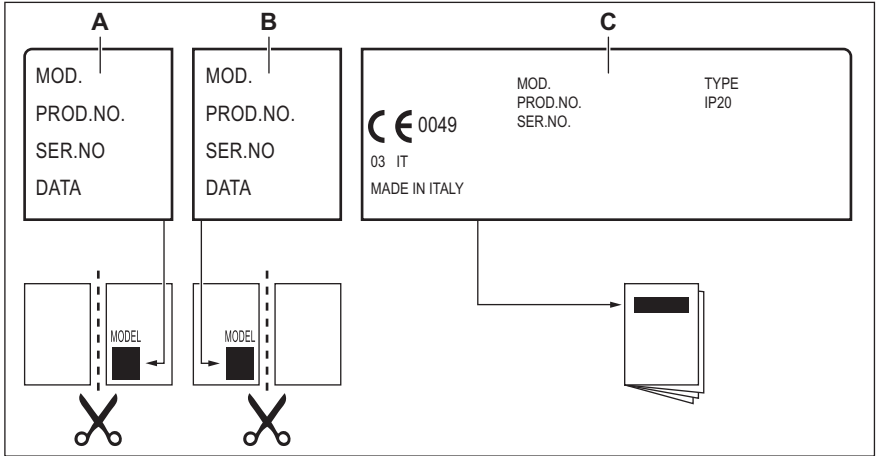 A
B
C
MOD.
PROD.NO.
SER.NO
DATA
MOD.
PROD.NO.
SER.NO
DATA
CE 0049
03 IT
MADE IN ITALY
MOD.
PROD.NO.
SER.NO.
TYPE
IP20
MODEL
MODEL